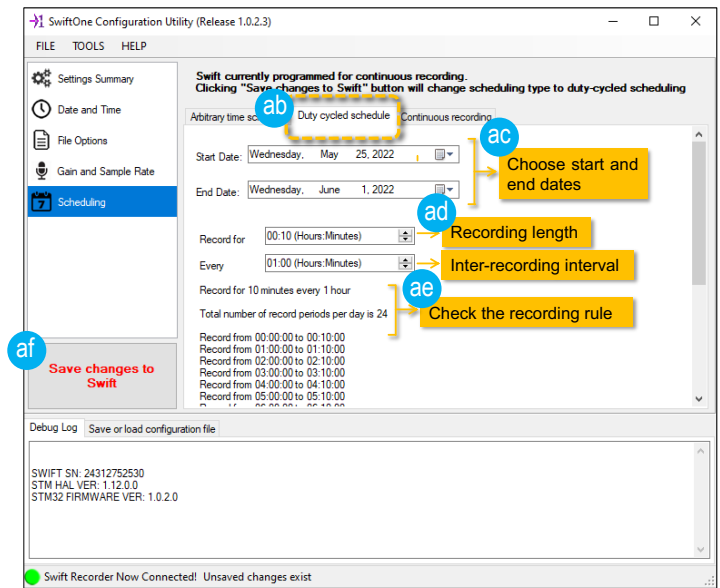 SwiftOne Configuration Utility (Release 1.0.2.3)
FILE TOOLS HELP
Settings Summary
Date and Time
File Options
Gain and Sample Rate
7
Scheduling
Swift currently programmed for continuous recording.
Clicking "Save changes to Swift" button will change scheduling type to duty-cycled scheduling
ab
Arbitrary time sc
Duty cycled schedule
Continuous recording
ac
Start Date: Wednesday, May 25, 2022
Choose start and
end dates
End Date: Wednesday, June 1, 2022
ad
Record for 00:10 (Hours:Minutes)
Recording length
Every 01:00 (Hours:Minutes)
Inter-recording interval
ae
Record for 10 minutes every 1 hour
Total number of record periods per day is 24
Check the recording rule
Record from 00:00:00 to 00:10:00
Record from 01:00:00 to 01:10:00
Record from 02:00:00 to 02:10:00
Record from 03:00:00 to 03:10:00
Record from 04:00:00 to 04:10:00
Record from 05:00:00 to 05:10:00
af
Save changes to
Swift
Debug Log Save or load configuration file
SWIFT SN: 24312752530
STM HAL VER: 1.12.0.0
STM32 FIRMWARE VER: 1.0.2.0
Swift Recorder Now Connected! Unsaved changes exist